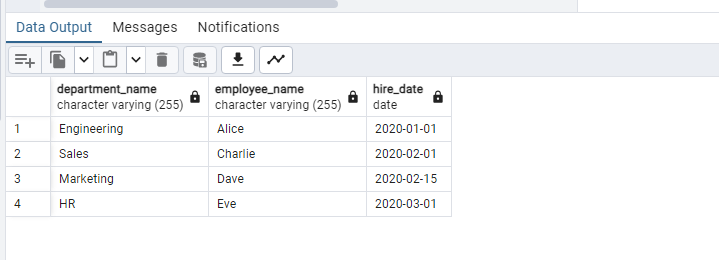 Data Output Messages Notifications
department_name employee_name hire_date
character varying (255) character varying (255) date
1 Engineering Alice 2020-01-01
2 Sales Charlie 2020-02-01
3 Marketing Dave 2020-02-15
4 HR Eve 2020-03-01